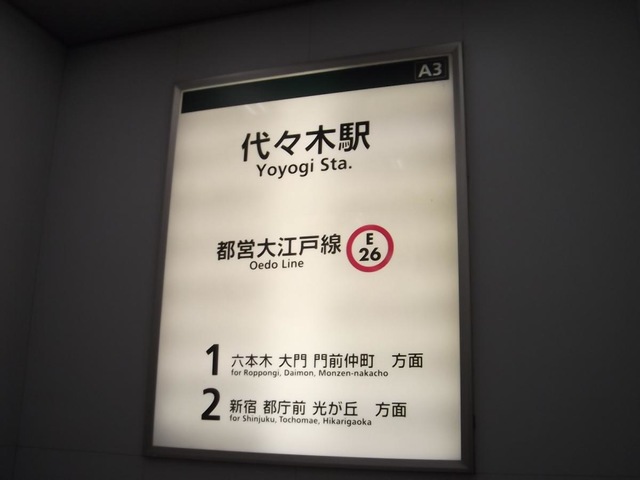 A3
代々木駅
Yoyogi Sta.
都営大江戸線 E 26
Oedo Line
1 六本木 大門 門前仲町 方面
for Roppongi, Daimon, Monzen-nakacho
2 新宿 都庁前 光が丘 方面
for Shinjuku, Tochomae, Hikarigaoka